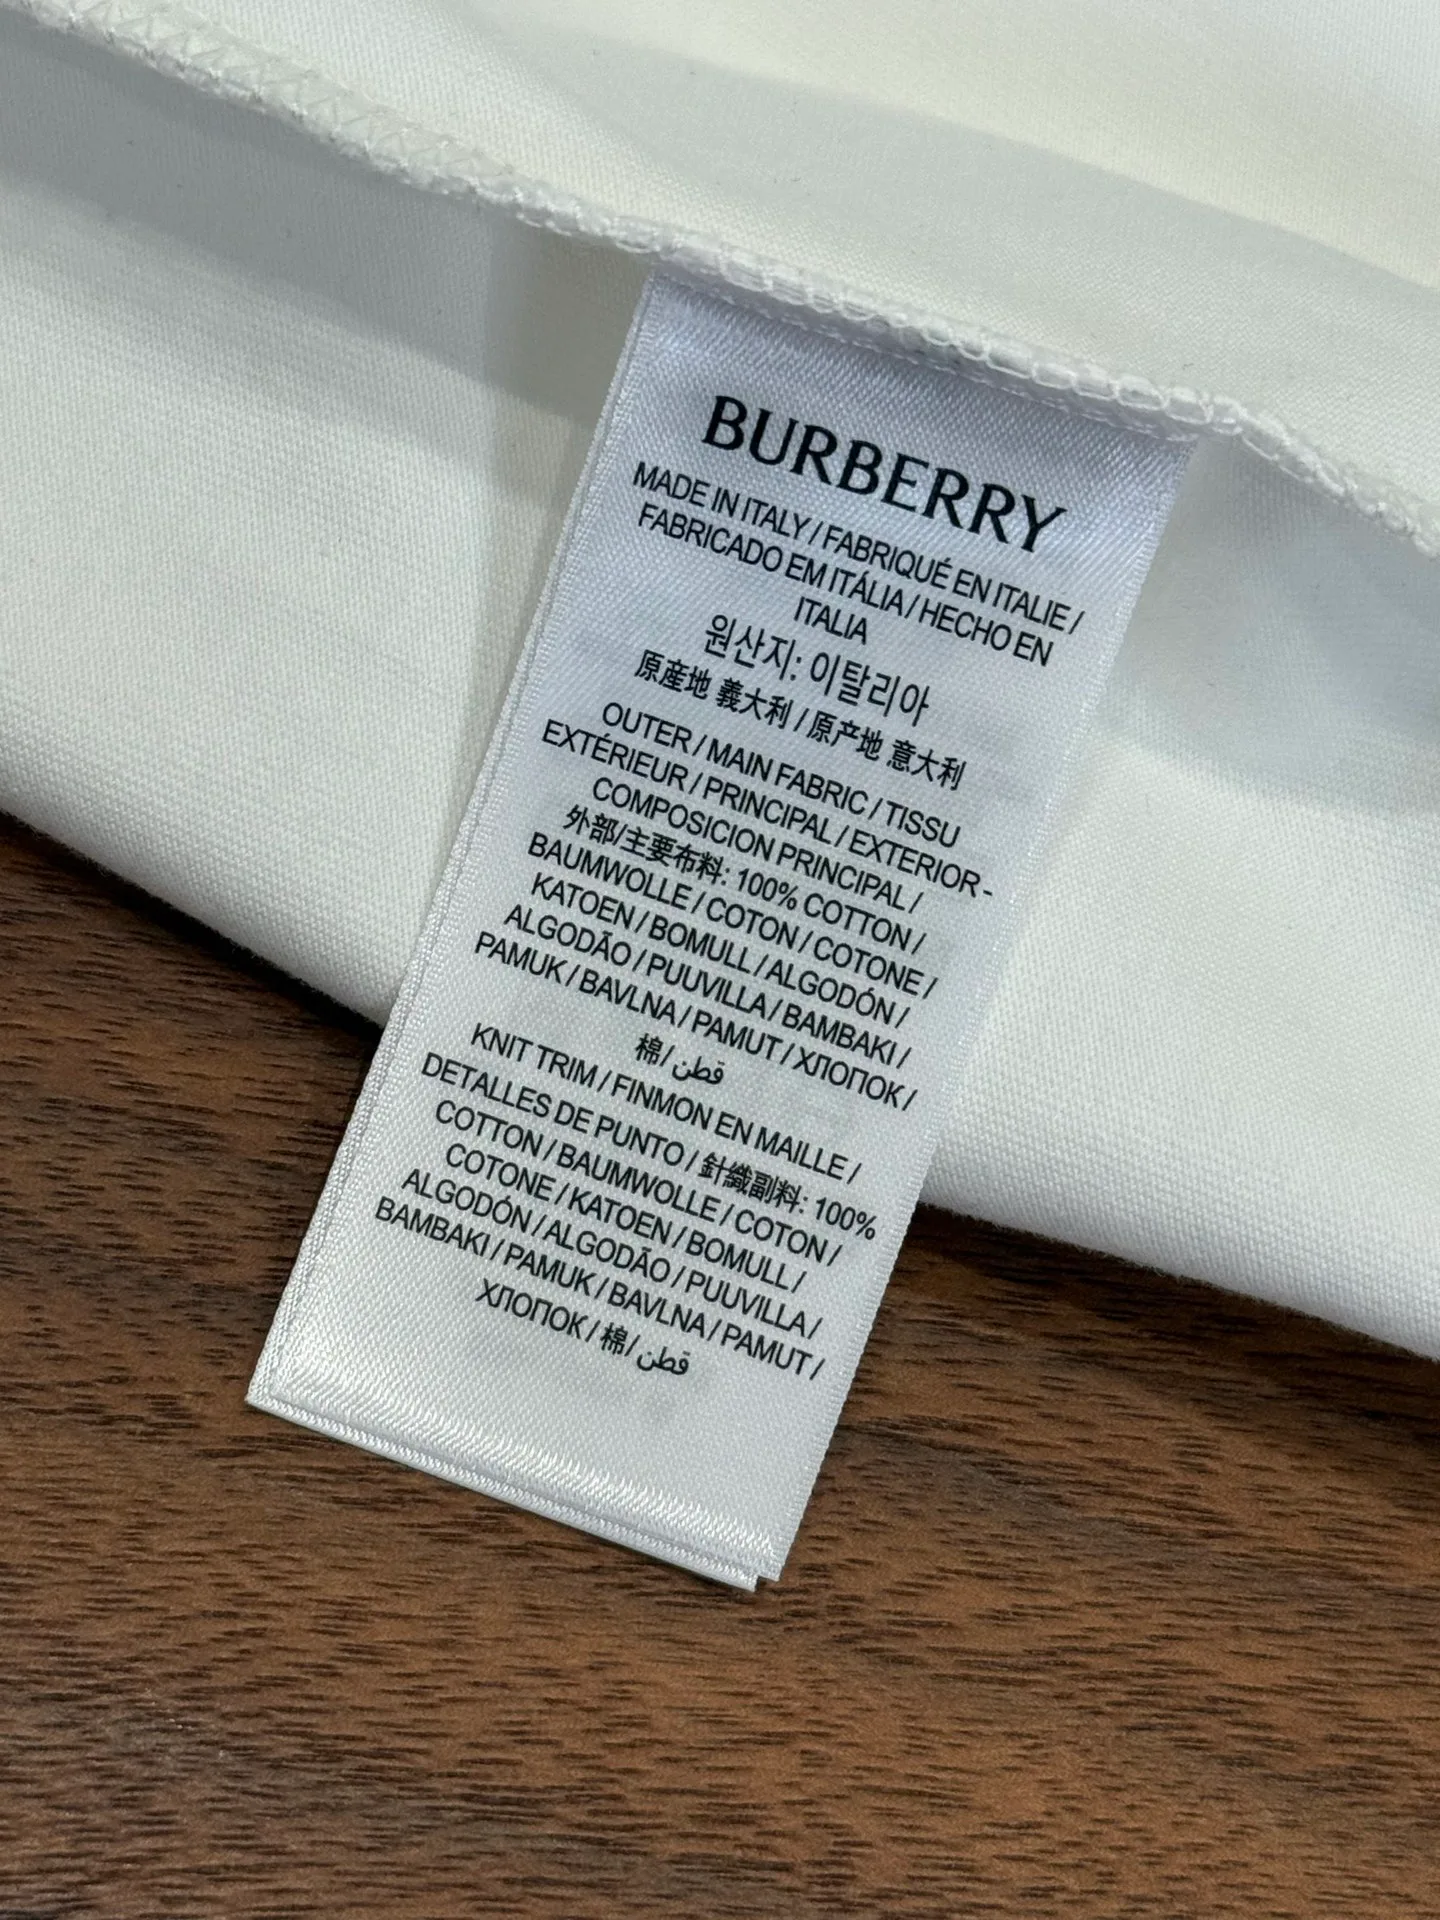 BURBERRY
MADE IN ITALY / FABRIQUÉ EN ITALIE /
FABRICADO EM ITÁLIA / HECHO EN
ITALIA
원산지: 이탈리아
原産地 義大利 / 原产地 意大利
OUTER / MAIN FABRIC / TISSU
EXTÉRIEUR / PRINCIPAL / EXTERIOR -
COMPOSICION PRINCIPAL /
外部/主要布料: 100% COTTON /
BAUMWOLLE / COTON / COTONE /
KATOEN / BOMULL / ALGODÓN /
ALGODÃO / PUUVILLA / BAMBAKI /
PAMUK / BAVLNA / PAMUT / ХЛОПОК /
棉/ قطن
KNIT TRIM / FINMON EN MAILLE /
DETALLES DE PUNTO / 針織副料: 100%
COTTON / BAUMWOLLE / COTON /
COTONE / KATOEN / BOMULL /
ALGODÓN / ALGODÃO / PUUVILLA /
BAMBAKI / PAMUK / BAVLNA / PAMUT /
ХЛОПОК / 棉/ قطن